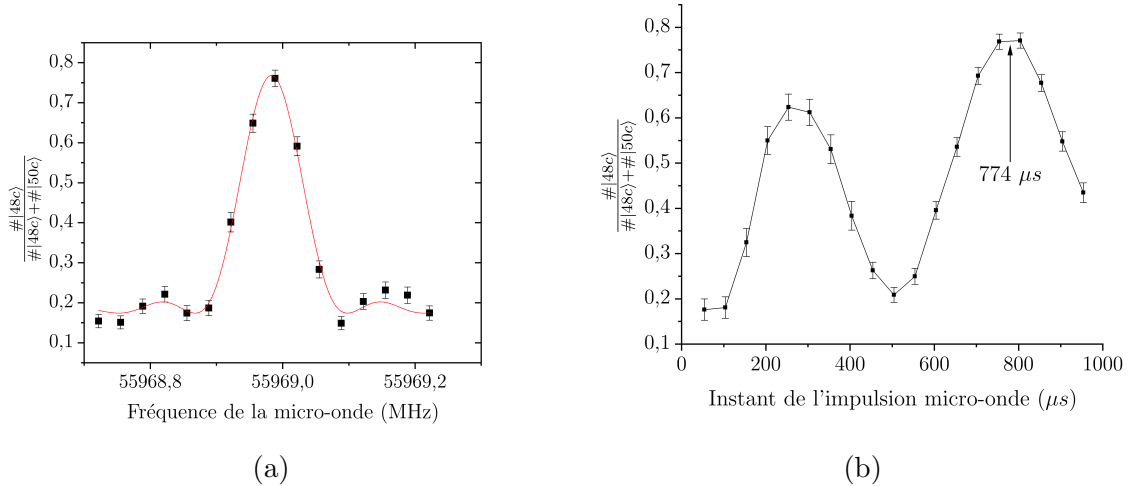 0,8
0,7
0,6
0,5
0,4
0,3
0,2
0,1
#|48c⟩
#|48c⟩+#|50c⟩
55968,8 55969,0 55969,2
Fréquence de la micro-onde (MHz)
(a)
0,8
0,7
0,6
0,5
0,4
0,3
0,2
0,1
#|48c⟩
#|48c⟩+#|50c⟩
774 μs
0 200 400 600 800 1000
Instant de l'impulsion micro-onde (μs)
(b)